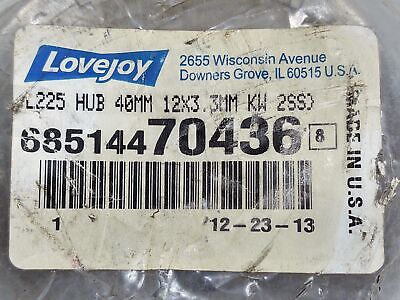 Lovejoy
2655 Wisconsin Avenue
Downers Grove, IL 60515 U.S.A.
L225 HUB 40MM 12X3.3MM KW 2SS)
68514470436 8
1 12-23-13
MADE IN U.S.A.